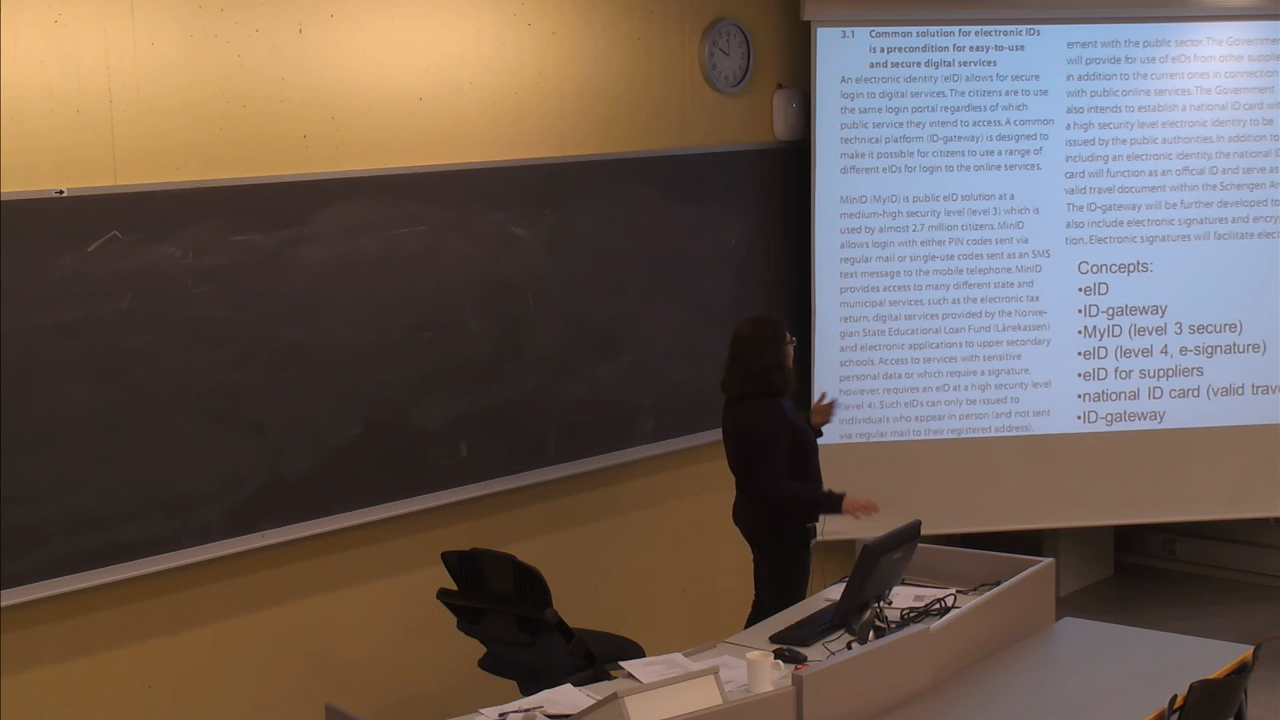 3.1 Common solution for electronic IDs
is a precondition for easy-to-use
and secure digital services
An electronic identity (eID) allows for secure
login to digital services. The citizens are to use
the same login portal regardless of which
public service they intend to access. A common
technical platform (ID-gateway) is designed to
make it possible for citizens to use a range of
different eIDs for login to the online services.
MinID (MyID) is public eID solution at a
medium-high security level (level 3) which is
used by almost 2.7 million citizens. MinID
allows login with either PIN codes sent via
regular mail or single-use codes sent as an SMS
text message to the mobile telephone. MinID
provides access to many different state and
municipal services, such as the electronic tax
return, digital services provided by the Norwe-
gian State Educational Loan Fund (Lånekassen)
and electronic applications to upper secondary
schools. Access to services with sensitive
personal data or which require a signature,
however, requires an eID at a high security level
(level 4). Such eIDs can only be issued to
individuals who appear in person (and not sent
via regular mail to their registered address).
ement with the public sector. The Governme
will provide for use of eIDs from other supplie
in addition to the current ones in connection
with public online services. The Government
also intends to establish a national ID card wi
a high security level electronic identity to be
issued by the public authorities. In addition to
including an electronic identity, the national I
card will function as an official ID and serve as
valid travel document within the Schengen Ar
The ID-gateway will be further developed to
also include electronic signatures and encry
tion. Electronic signatures will facilitate elec
Concepts:
•eID
•ID-gateway
•MyID (level 3 secure)
•eID (level 4, e-signature)
•eID for suppliers
•national ID card (valid trav
•ID-gateway